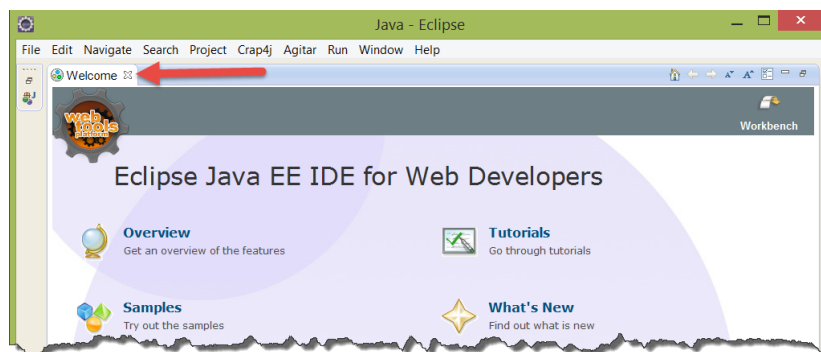 Java - Eclipse
File Edit Navigate Search Project Crap4j Agitar Run Window Help
Welcome
web
tools
platform
Workbench
Eclipse Java EE IDE for Web Developers
Overview
Get an overview of the features
Tutorials
Go through tutorials
Samples
Try out the samples
What's New
Find out what is new